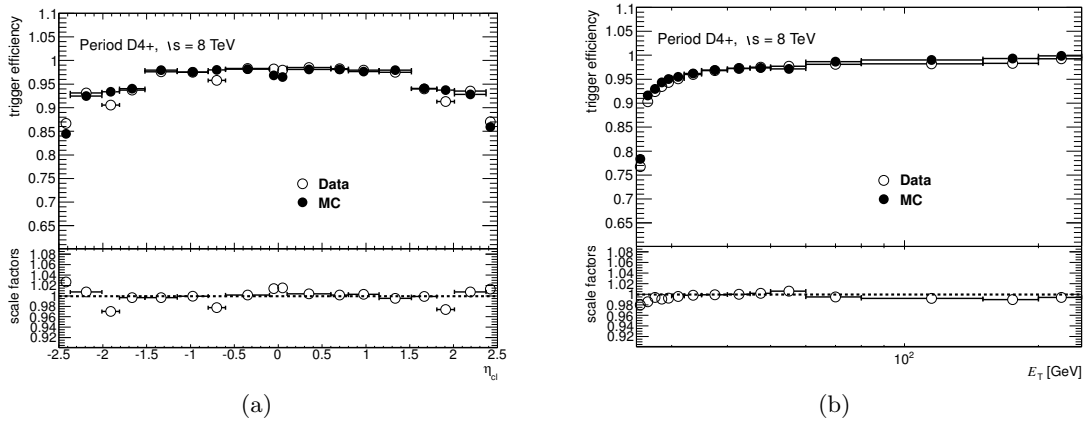 trigger efficiency
1.1
1.05
1
0.95
0.9
0.85
0.8
0.75
0.7
0.65
Period D4+, √s = 8 TeV
Data
MC
scale factors
1.08
1.06
1.04
1.02
1
0.98
0.96
0.94
0.92
-2.5 -2 -1.5 -1 -0.5 0 0.5 1 1.5 2 2.5
η_cl
(a)
trigger efficiency
1.1
1.05
1
0.95
0.9
0.85
0.8
0.75
0.7
0.65
Period D4+, √s = 8 TeV
Data
MC
scale factors
1.08
1.06
1.04
1.02
1
0.98
0.96
0.94
0.92
10²
E_T [GeV]
(b)